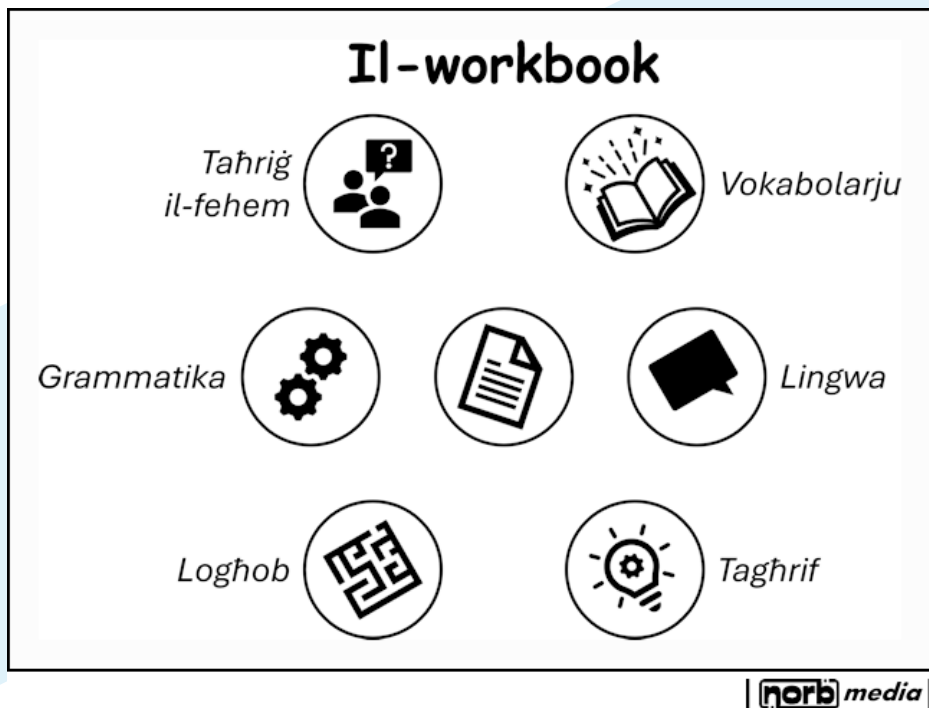 Il-workbook
Taħriġ
il-fehem
?
Vokabolarju
Grammatika
Lingwa
Logħob
Tagħrif
norb media